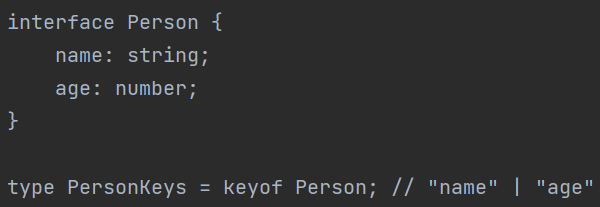 interface Person {
    name: string;
    age: number;
}
type PersonKeys = keyof Person; // "name" | "age"